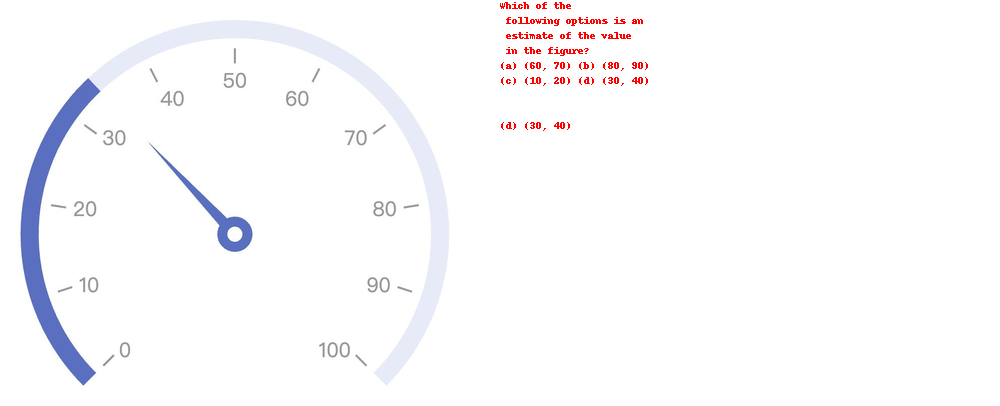 50
40
60
30
70
20
80
10
90
0
100
Which of the
following options is an
estimate of the value
in the figure?
(a) (60, 70) (b) (80, 90)
(c) (10, 20) (d) (30, 40)
(d) (30, 40)